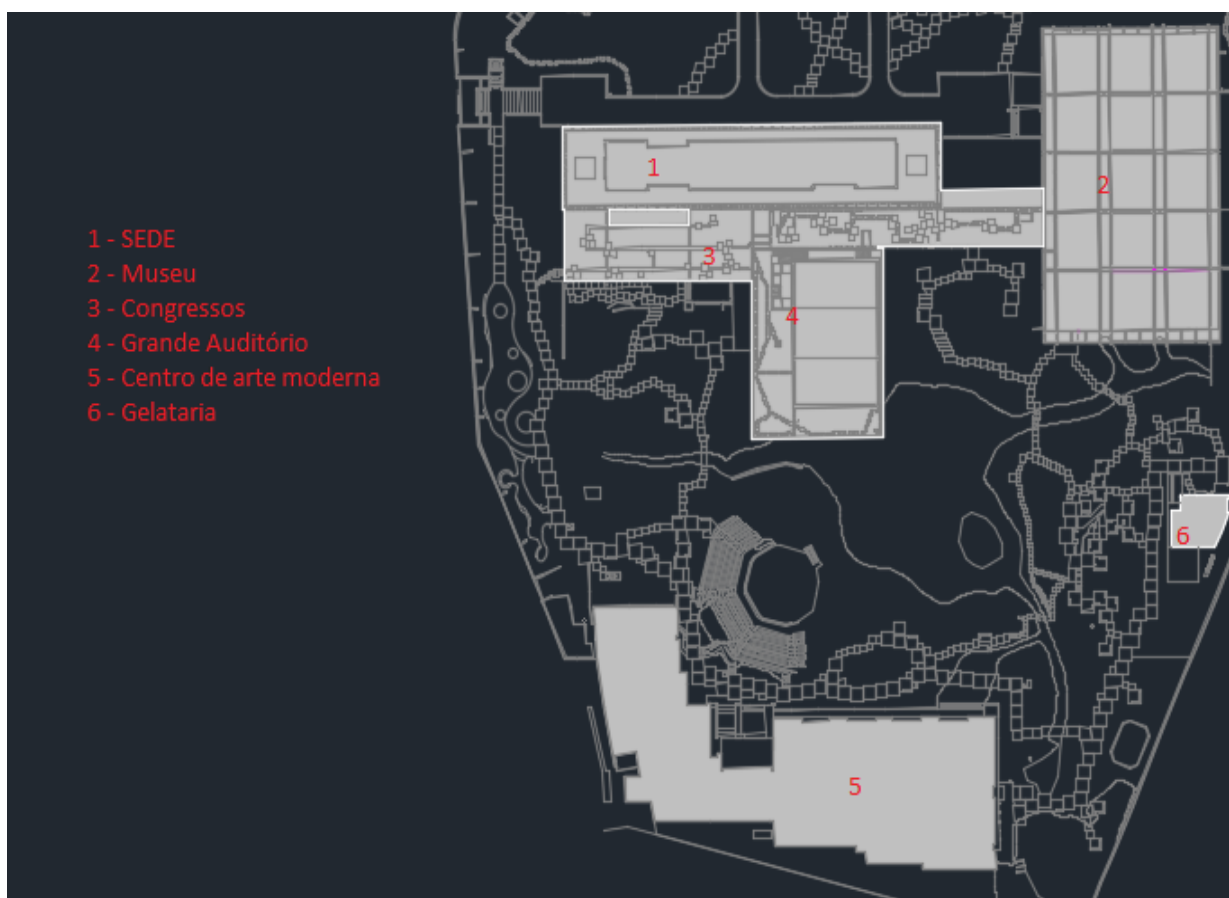 1 - SEDE
2 - Museu
3 - Congressos
4 - Grande Auditório
5 - Centro de arte moderna
6 - Gelataria
1
2
3
4
6
5